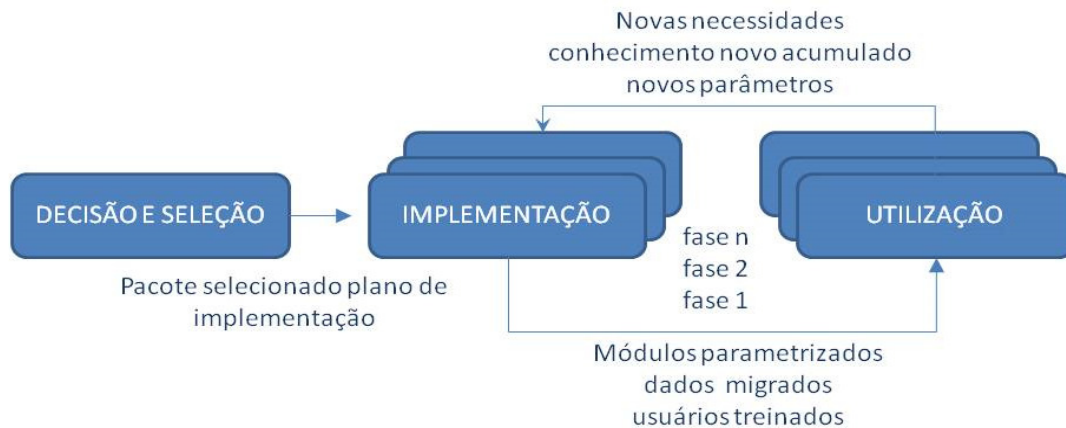 Novas necessidades
conhecimento novo acumulado
novos parâmetros
DECISÃO E SELEÇÃO
IMPLEMENTAÇÃO
UTILIZAÇÃO
fase n
fase 2
fase 1
Pacote selecionado plano de
implementação
Módulos parametrizados
dados migrados
usuários treinados